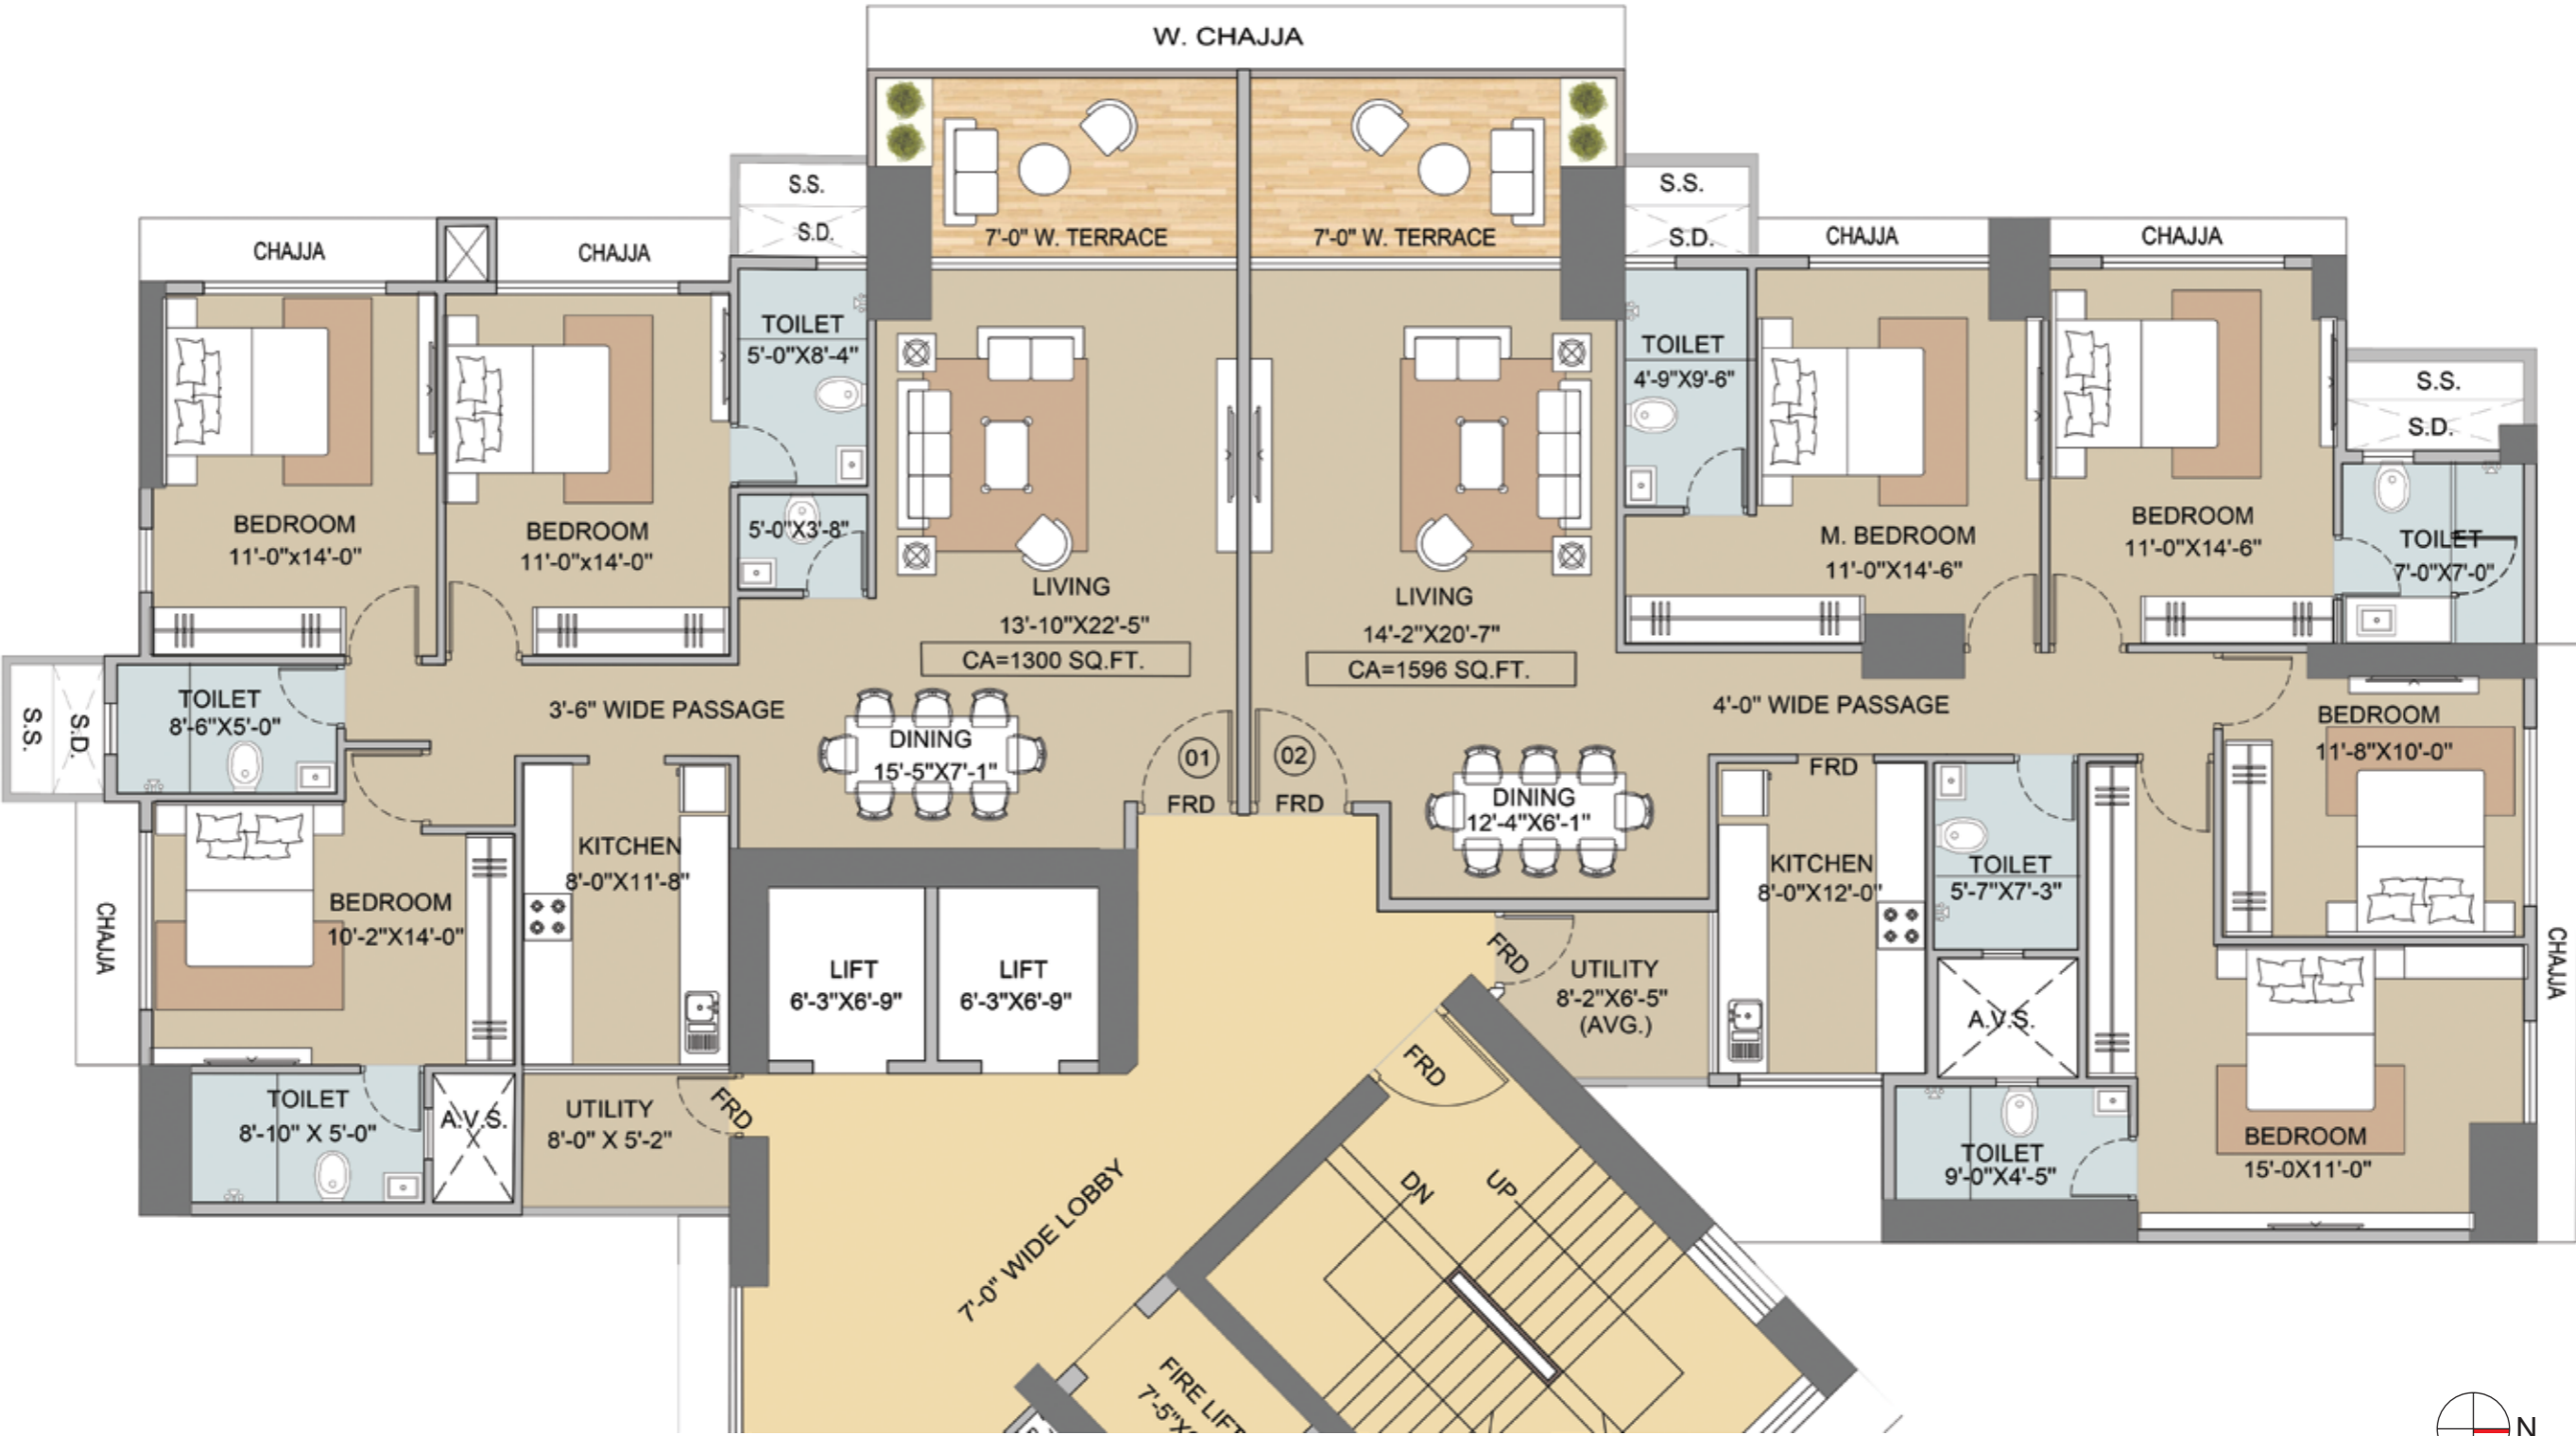 W. CHAJJA
S.S.
S.D.
7'-0" W. TERRACE
7'-0" W. TERRACE
S.S.
S.D.
CHAJJA
CHAJJA
CHAJJA
CHAJJA
TOILET
5'-0"X8'-4"
TOILET
4'-9"X9'-6"
S.S.
S.D.
BEDROOM
11'-0"x14'-0"
BEDROOM
11'-0"x14'-0"
5'-0"X3'-8"
M. BEDROOM
11'-0"X14'-6"
BEDROOM
11'-0"X14'-6"
TOILET
7'-0"X7'-0"
LIVING
13'-10"X22'-5"
CA=1300 SQ.FT.
LIVING
14'-2"X20'-7"
CA=1596 SQ.FT.
S.S.
S.D.
TOILET
8'-6"X5'-0"
3'-6" WIDE PASSAGE
DINING
15'-5"X7'-1"
01
FRD
02
FRD
4'-0" WIDE PASSAGE
BEDROOM
11'-8"X10'-0"
DINING
12'-4"X6'-1"
FRD
KITCHEN
8'-0"X11'-8"
KITCHEN
8'-0"X12'-0"
TOILET
5'-7"X7'-3"
CHAJJA
BEDROOM
10'-2"X14'-0"
LIFT
6'-3"X6'-9"
LIFT
6'-3"X6'-9"
FRD
UTILITY
8'-2"X6'-5"
(AVG.)
A.V.S.
CHAJJA
TOILET
8'-10" X 5'-0"
A.V.S.
UTILITY
8'-0" X 5'-2"
FRD
FRD
TOILET
9'-0"X4'-5"
BEDROOM
15'-0X11'-0"
7'-0" WIDE LOBBY
DN
UP
FIRE LIFT
7'-5"X
N